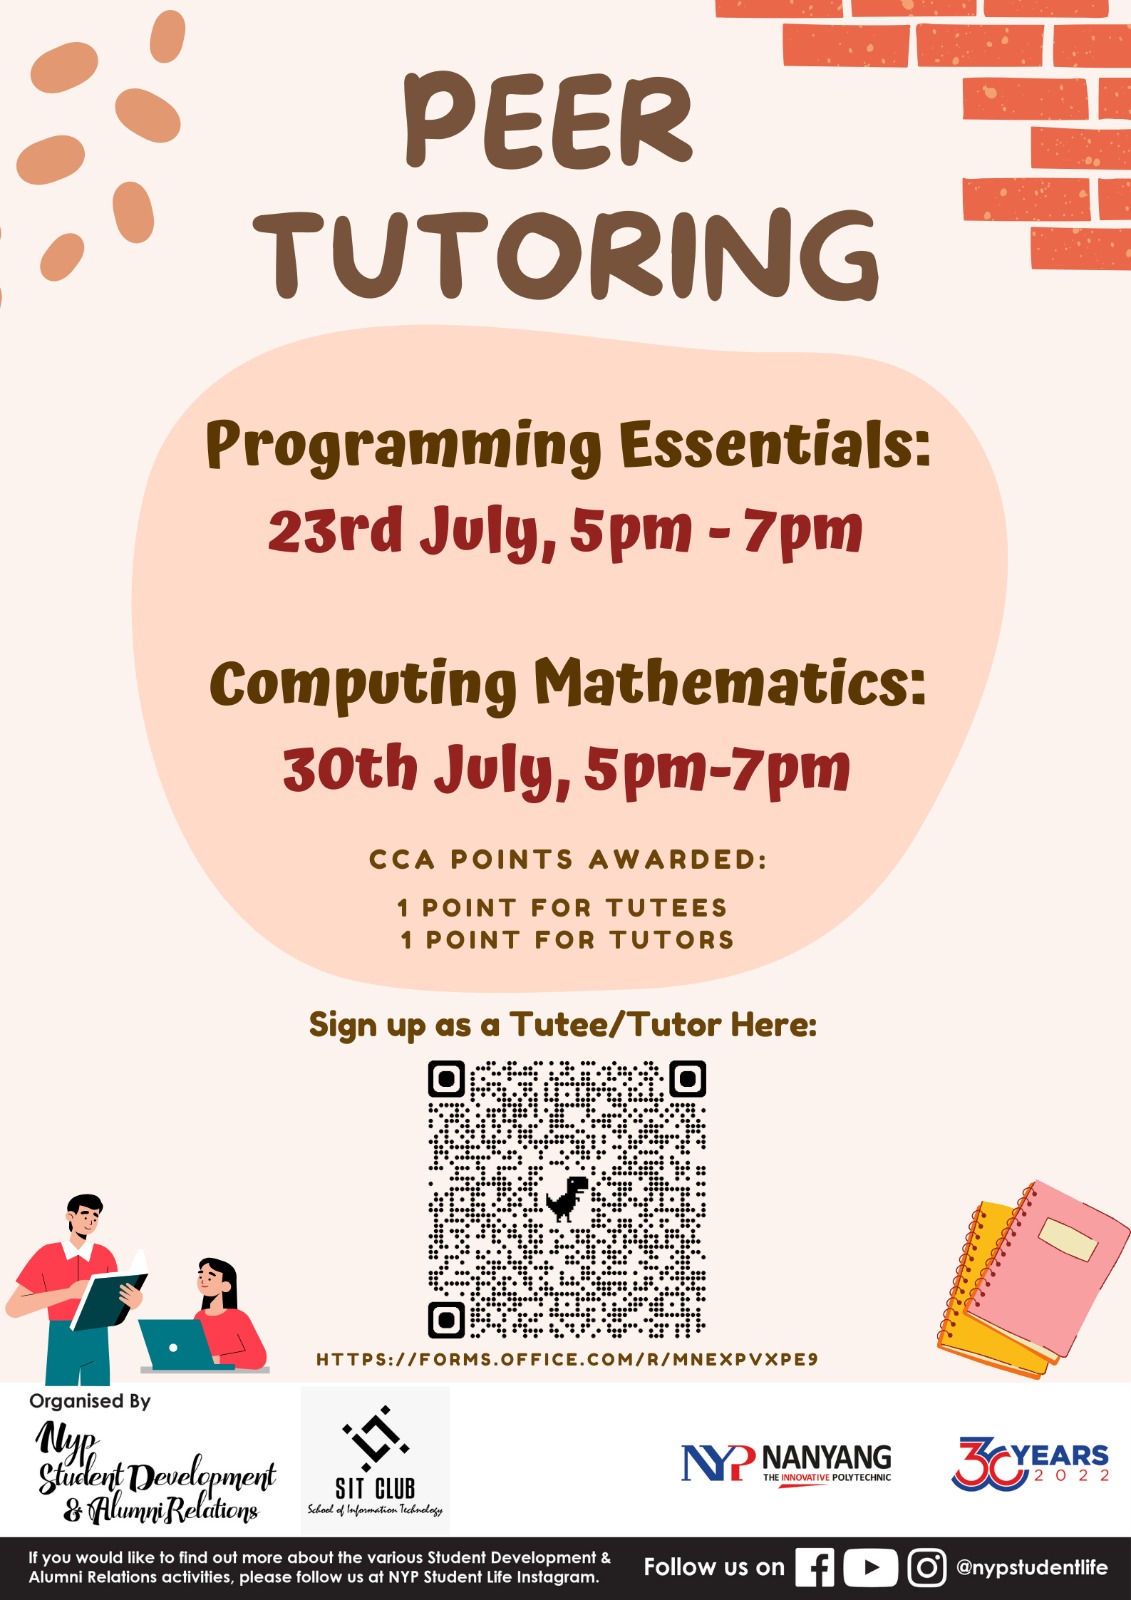 PEER
TUTORING
Programming Essentials:
23rd July, 5pm - 7pm
Computing Mathematics:
30th July, 5pm-7pm
CCA POINTS AWARDED:
1 POINT FOR TUTEES
1 POINT FOR TUTORS
Sign up as a Tutee/Tutor Here:
HTTPS://FORMS.OFFICE.COM/R/MNEXPVXPE9
Organised By
Nyp
Student Development
& Alumni Relations
SIT CLUB
School of Information Technology
NYP NANYANG
THE INNOVATIVE POLYTECHNIC
30 YEARS
2022
If you would like to find out more about the various Student Development &
Alumni Relations activities, please follow us at NYP Student Life Instagram.
Follow us on
@nypstudentlife